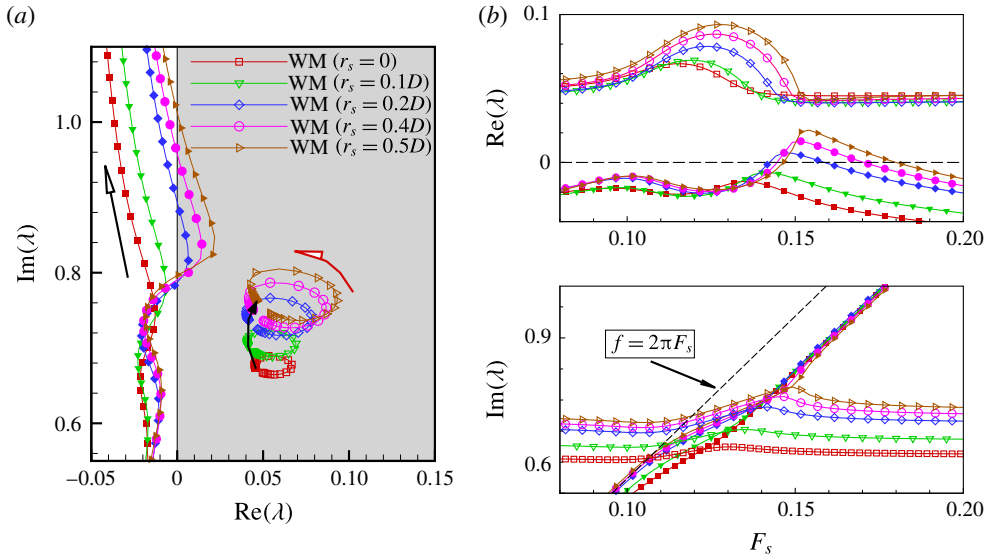 (a)
(b)
WM (r_s = 0)
WM (r_s = 0.1D)
WM (r_s = 0.2D)
WM (r_s = 0.4D)
WM (r_s = 0.5D)
1.0
0.8
0.6
Im(λ)
−0.05
0
0.05
0.10
0.15
Re(λ)
0.1
0
Re(λ)
0.10
0.15
0.20
f = 2πF_s
0.9
0.6
Im(λ)
0.10
0.15
0.20
F_s